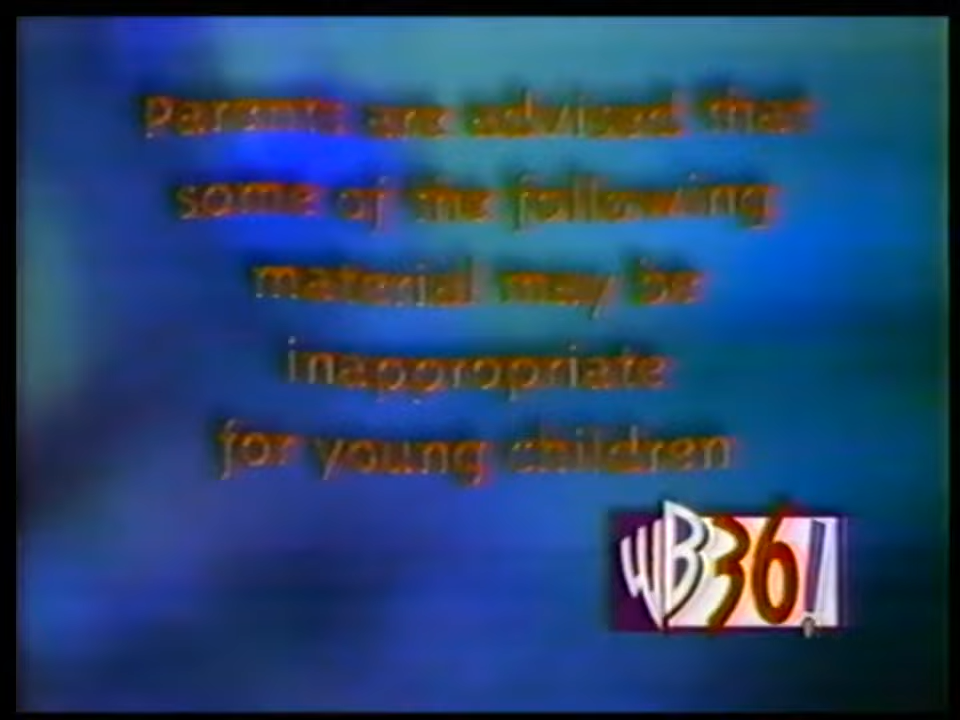 Parents are advised that
some of the following
material may be
inappropriate
for young children
WB36!